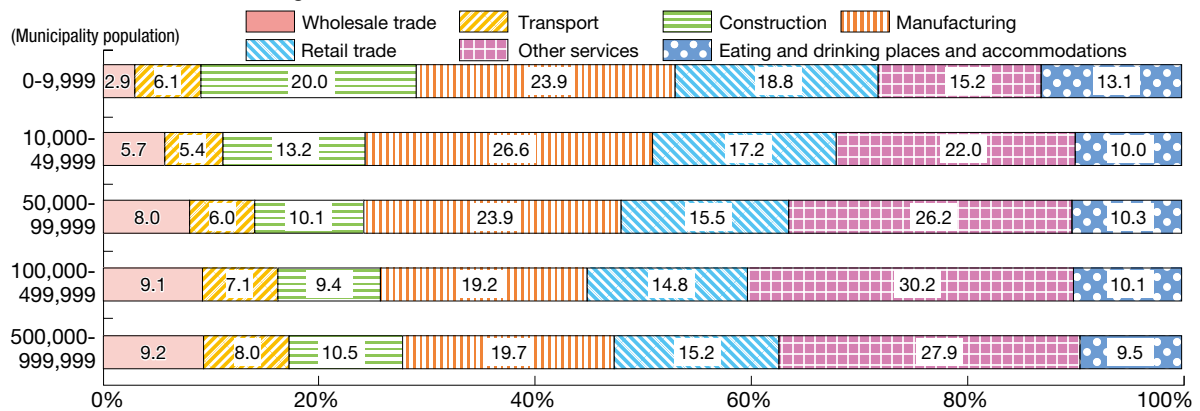 Wholesale trade Transport Construction Manufacturing
(Municipality population)
Retail trade Other services Eating and drinking places and accommodations
0-9,999 2.9 6.1 20.0 23.9 18.8 15.2 13.1
10,000-
49,999 5.7 5.4 13.2 26.6 17.2 22.0 10.0
50,000-
99,999 8.0 6.0 10.1 23.9 15.5 26.2 10.3
100,000-
499,999 9.1 7.1 9.4 19.2 14.8 30.2 10.1
500,000-
999,999 9.2 8.0 10.5 19.7 15.2 27.9 9.5
0% 20% 40% 60% 80% 100%